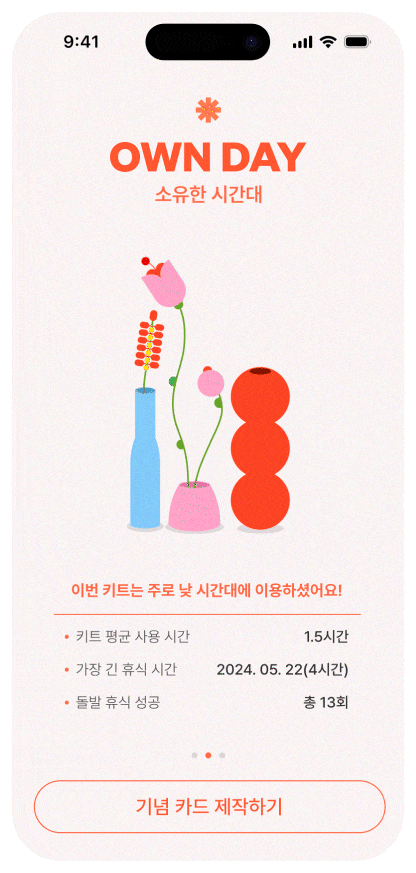 9:41
OWN DAY
소유한 시간대
이번 키트는 주로 낮 시간대에 이용하셨어요!
• 키트 평균 사용 시간 1.5시간
• 가장 긴 휴식 시간 2024. 05. 22(4시간)
• 돌발 휴식 성공 총 13회
기념 카드 제작하기